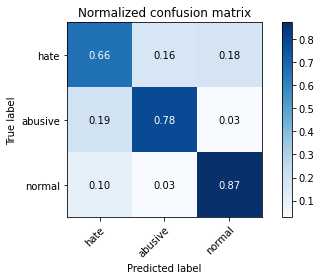 Normalized confusion matrix
True label
hate
abusive
normal
0.66 0.16 0.18
0.19 0.78 0.03
0.10 0.03 0.87
hate
abusive
normal
Predicted label
0.8
0.7
0.6
0.5
0.4
0.3
0.2
0.1